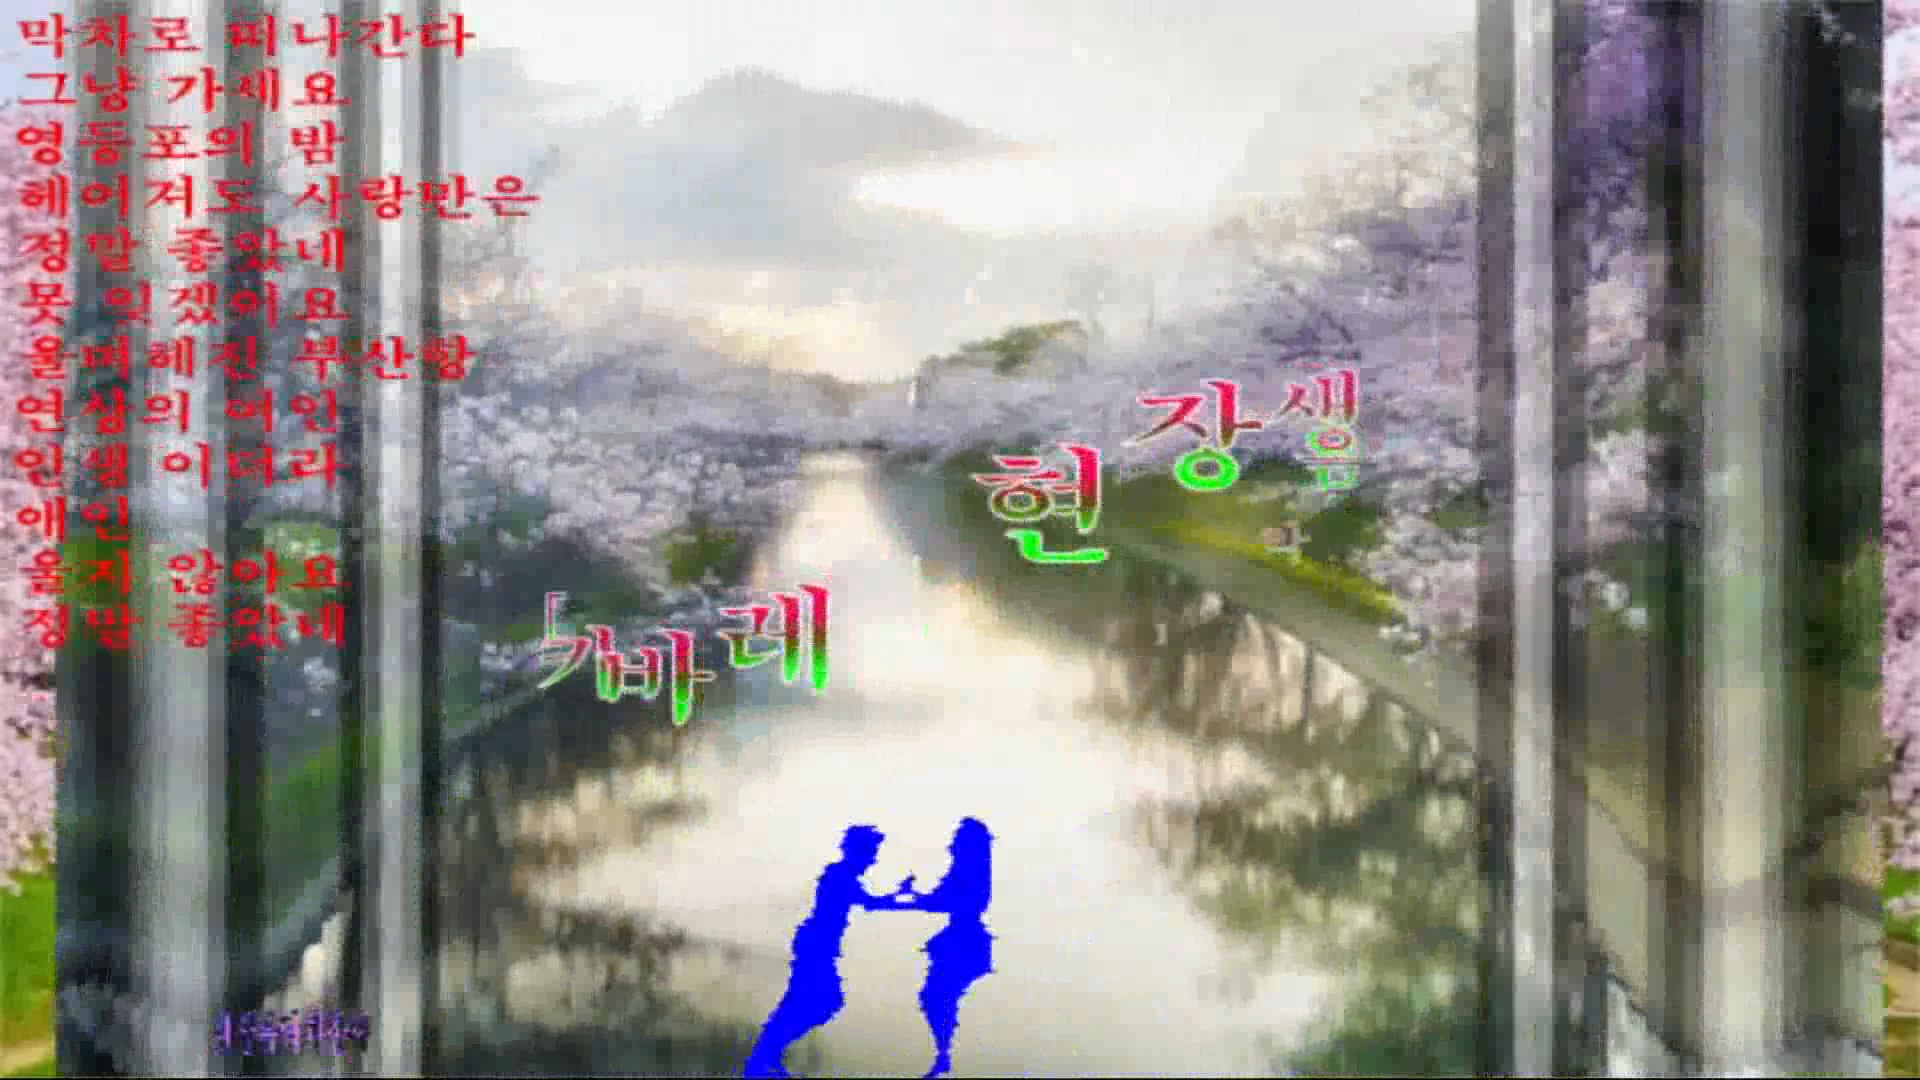 막차로 떠나간다
그냥 가세요
영등포의 밤
헤어져도 사랑만은
정말 좋았네
못 잊겠어요
울며헤진 부산항
연상의 여인
인생 이더라
애인
울지 않아요
정말 좋았네
현장생음
캬바레